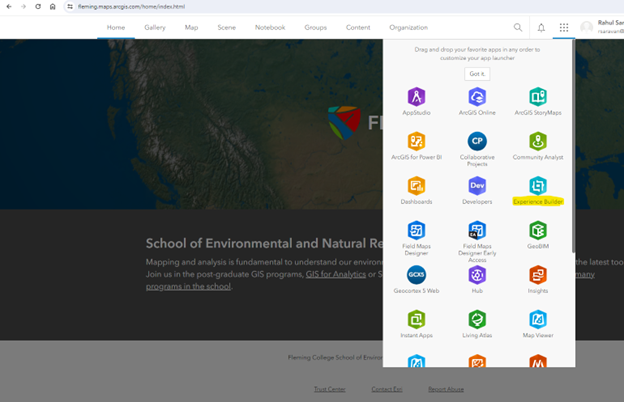 fleming.maps.arcgis.com/home/index.html
Home Gallery Map Scene Notebook Groups Content Organization
Rahul Sar
rsaravan@
Drag and drop your favorite apps in any order to
customize your app launcher
Got it.
AppStudio ArcGIS Online ArcGIS StoryMaps
CP
ArcGIS for Power BI Collaborative Projects Community Analyst
Dev
Dashboards Developers Experience Builder
EA
Field Maps Designer Field Maps Designer Early Access GeoBIM
GCXS
Geocortex 5 Web Hub Insights
Instant Apps Living Atlas Map Viewer
School of Environmental and Natural Re
Mapping and analysis is fundamental to understand our environ
the latest too
Join us in the post-graduate GIS programs, GIS for Analytics or S
many
programs in the school.
Fleming College School of Environ
Trust Center Contact Esri Report Abuse